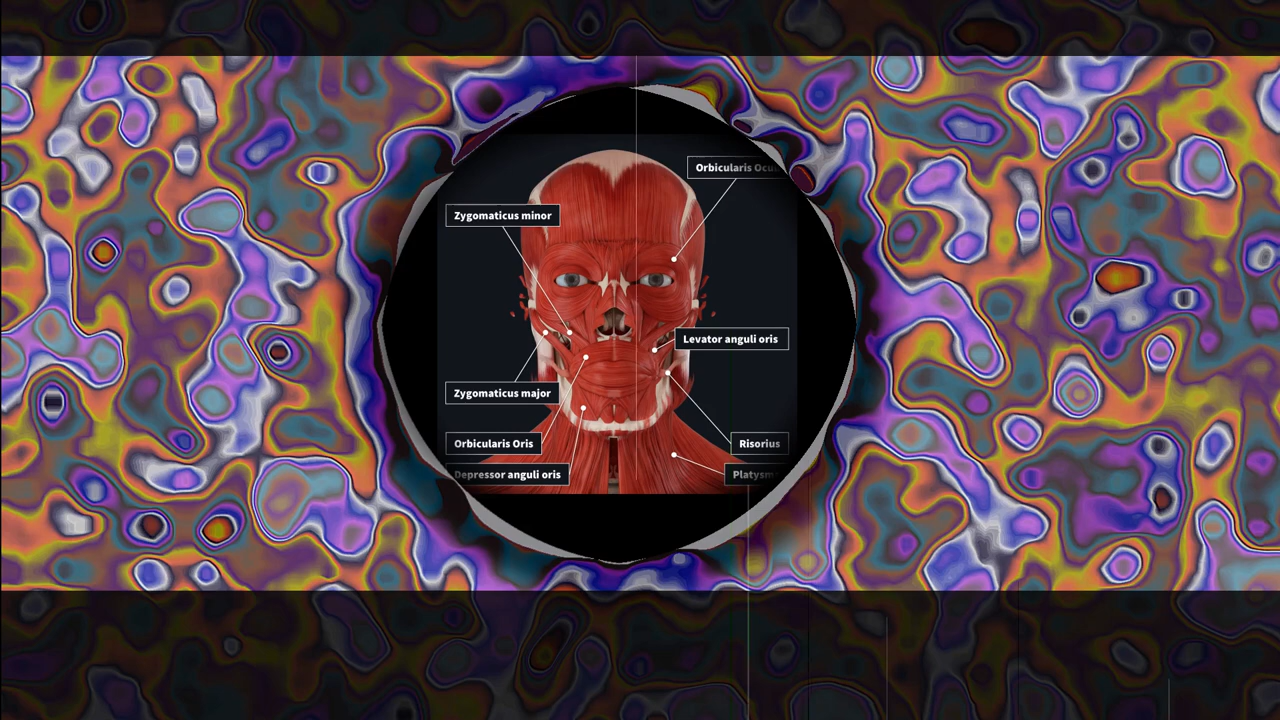 Orbicularis Ocu
Zygomaticus minor
Levator anguli oris
Zygomaticus major
Orbicularis Oris
Risorius
Depressor anguli oris
Platysm